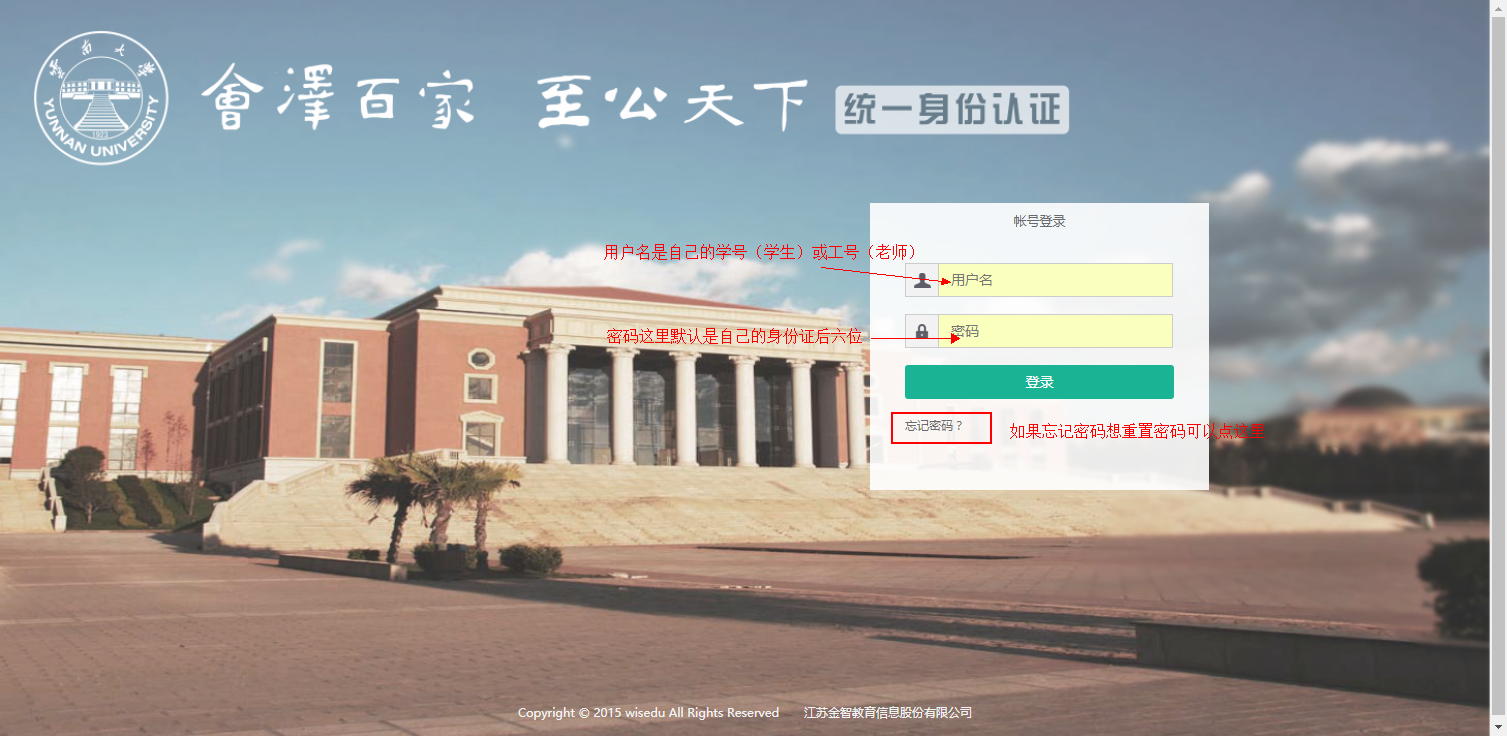 雲南大學
YUNNAN UNIVERSITY
1923
會澤百家 至公天下
统一身份认证
帐号登录
用户名是自己的学号（学生）或工号（老师）
用户名
密码这里默认是自己的身份证后六位
密码
登录
忘记密码？
如果忘记密码想重置密码可以点这里
Copyright © 2015 wisedu All Rights Reserved 江苏金智教育信息股份有限公司